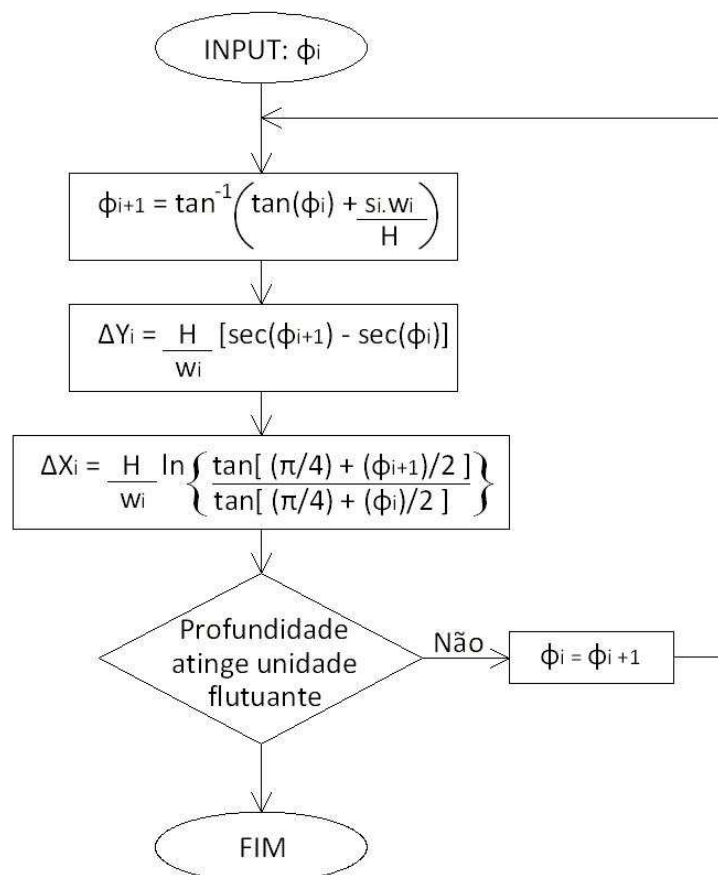 INPUT: ϕi
ϕi+1 = tan⁻¹(tan(ϕi) + si.wi/H)
ΔYi = H/wi [sec(ϕi+1) - sec(ϕi)]
ΔXi = H/wi ln{tan[ (π/4) + (ϕi+1)/2 ]/tan[ (π/4) + (ϕi)/2 ]}
Profundidade
atinge unidade
flutuante
Não
ϕi = ϕi +1
FIM